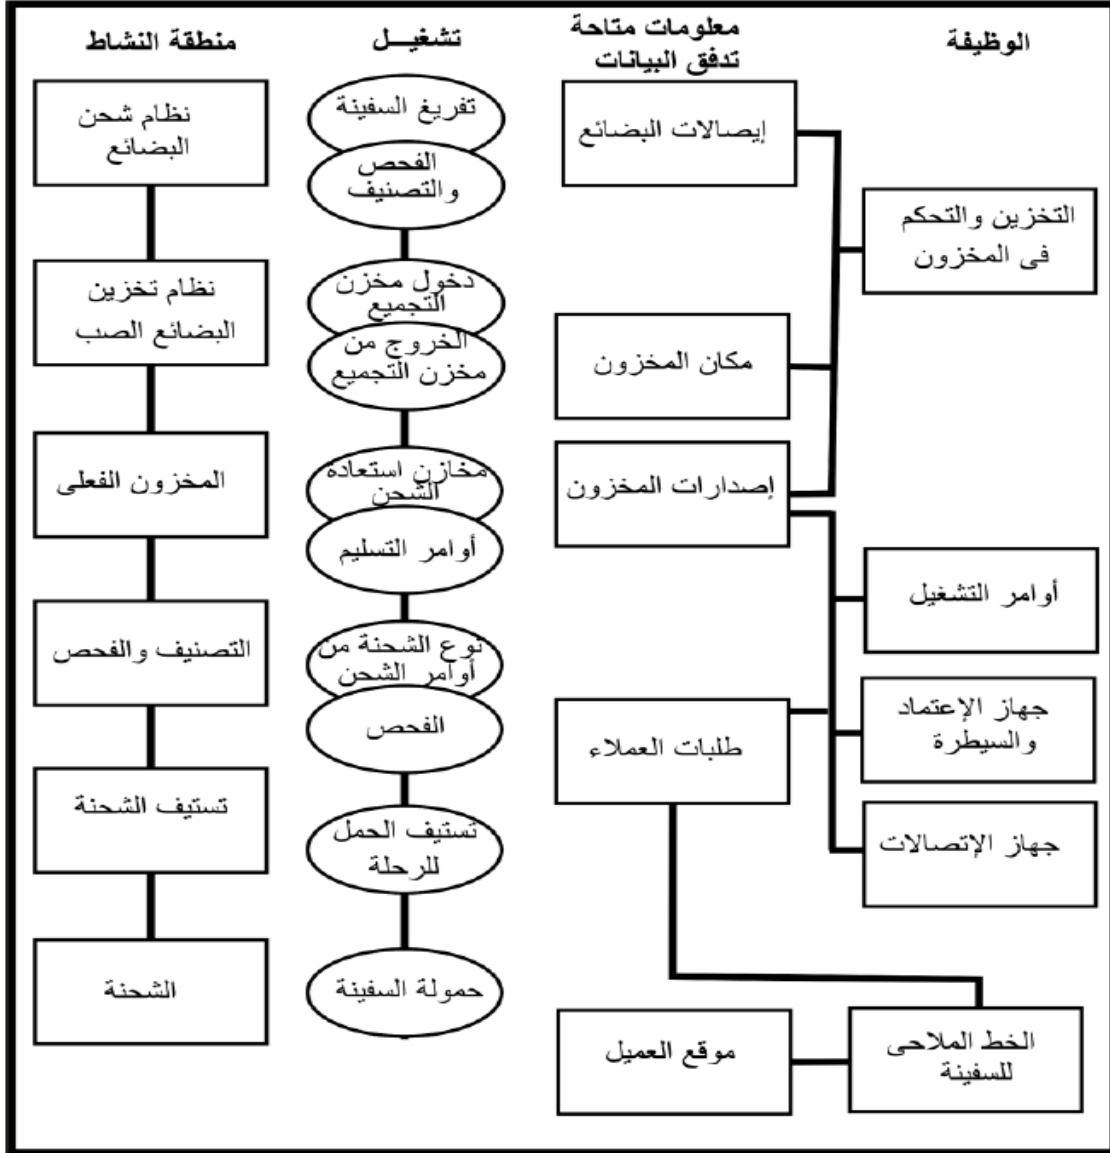 الوظيفة
معلومات متاحة
تدفق البيانات
تشغيــل
منطقة النشاط
التخزين والتحكم
فى المخزون
أوامر التشغيل
جهاز الإعتماد
والسيطرة
جهاز الإتصالات
الخط الملاحى
للسفينة
إيصالات البضائع
مكان المخزون
إصدارات المخزون
طلبات العملاء
موقع العميل
تفريغ السفينة
الفحص
والتصنيف
دخول مخزن
التجميع
الخروج من
مخزن التجميع
مخازن استعادة
الشحن
أوامر التسليم
نوع الشحنة من
أوامر الشحن
الفحص
تستيف الحمل
للرحلة
حمولة السفينة
نظام شحن
البضائع
نظام تخزين
البضائع الصب
المخزون الفعلى
التصنيف والفحص
تستيف الشحنة
الشحنة